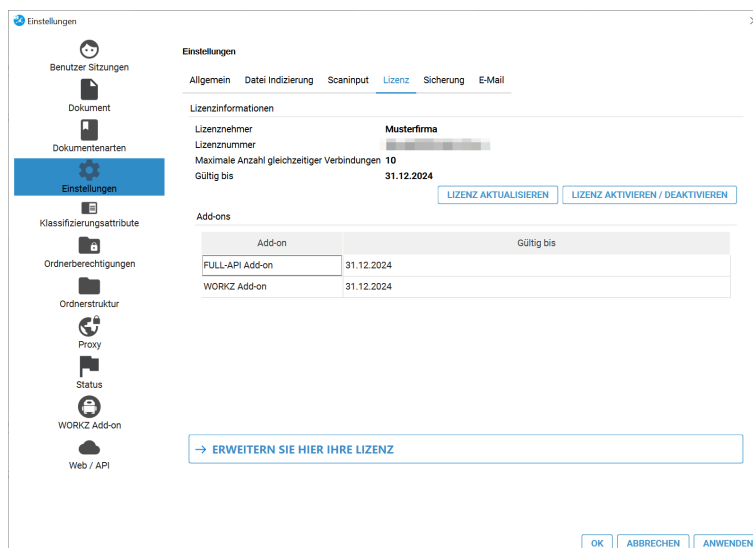 Einstellungen
Benutzer Sitzungen
Dokument
Dokumentenarten
Einstellungen
Klassifizierungsattribute
Ordnerberechtigungen
Ordnerstruktur
Proxy
Status
WORKZ Add-on
Web / API
Einstellungen
Allgemein Datei Indizierung Scaninput Lizenz Sicherung E-Mail
Lizenzinformationen
Lizenznehmer Musterfirma
Lizenznummer
Maximale Anzahl gleichzeitiger Verbindungen 10
Gültig bis 31.12.2024
LIZENZ AKTUALISIEREN LIZENZ AKTIVIEREN / DEAKTIVIEREN
Add-ons
Add-on Gültig bis
FULL-API Add-on 31.12.2024
WORKZ Add-on 31.12.2024
→ ERWEITERN SIE HIER IHRE LIZENZ
OK ABBRECHEN ANWENDEN